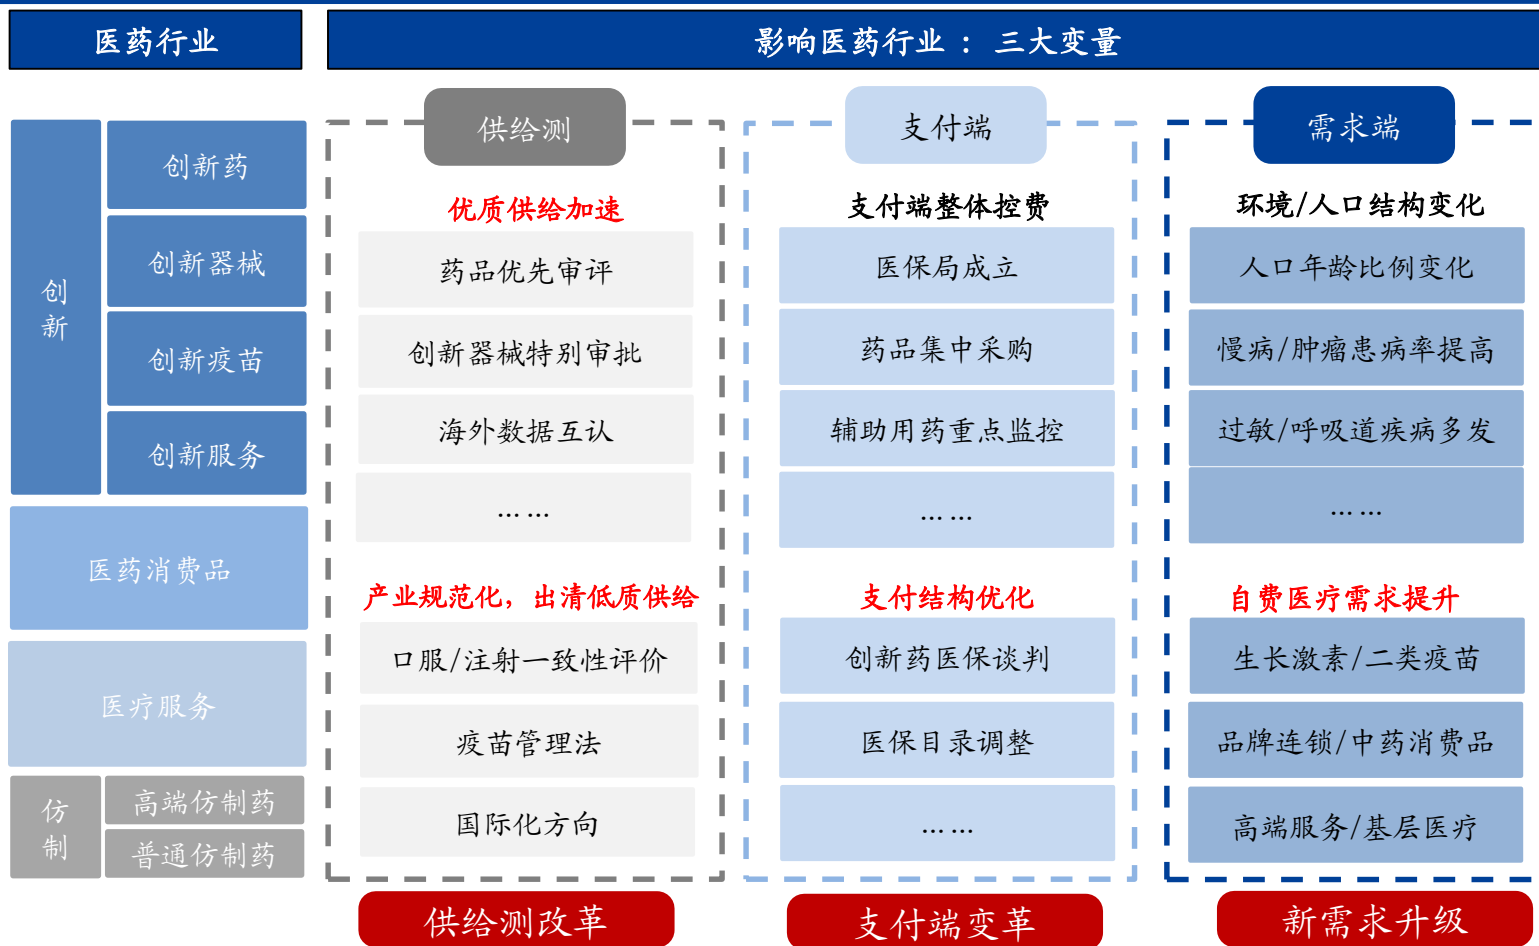 医药行业
影响医药行业：三大变量
创新
创新药
创新器械
创新疫苗
创新服务
医药消费品
医疗服务
仿制
高端仿制药
普通仿制药
供给测
优质供给加速
药品优先审评
创新器械特别审批
海外数据互认
……
产业规范化，出清低质供给
口服/注射一致性评价
疫苗管理法
国际化方向
供给测改革
支付端
支付端整体控费
医保局成立
药品集中采购
辅助用药重点监控
……
支付结构优化
创新药医保谈判
医保目录调整
……
支付端变革
需求端
环境/人口结构变化
人口年龄比例变化
慢病/肿瘤患病率提高
过敏/呼吸道疾病多发
……
自费医疗需求提升
生长激素/二类疫苗
品牌连锁/中药消费品
高端服务/基层医疗
新需求升级